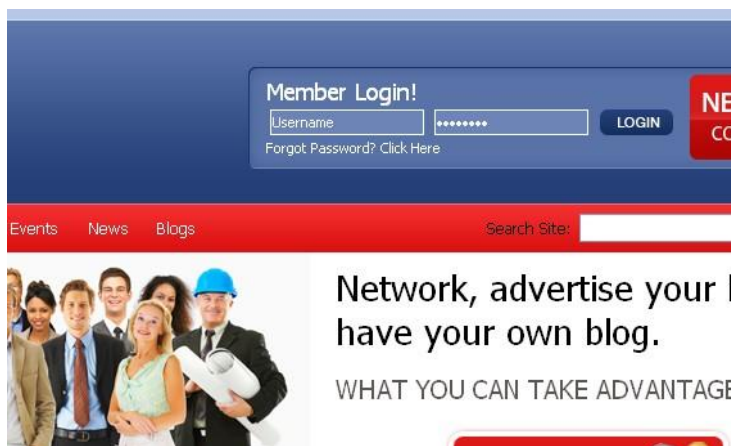 Member Login!
Username ••••••••
LOGIN
Forgot Password? Click Here
Events News Blogs
Search Site:
Network, advertise your
have your own blog.
WHAT YOU CAN TAKE ADVANTAGE